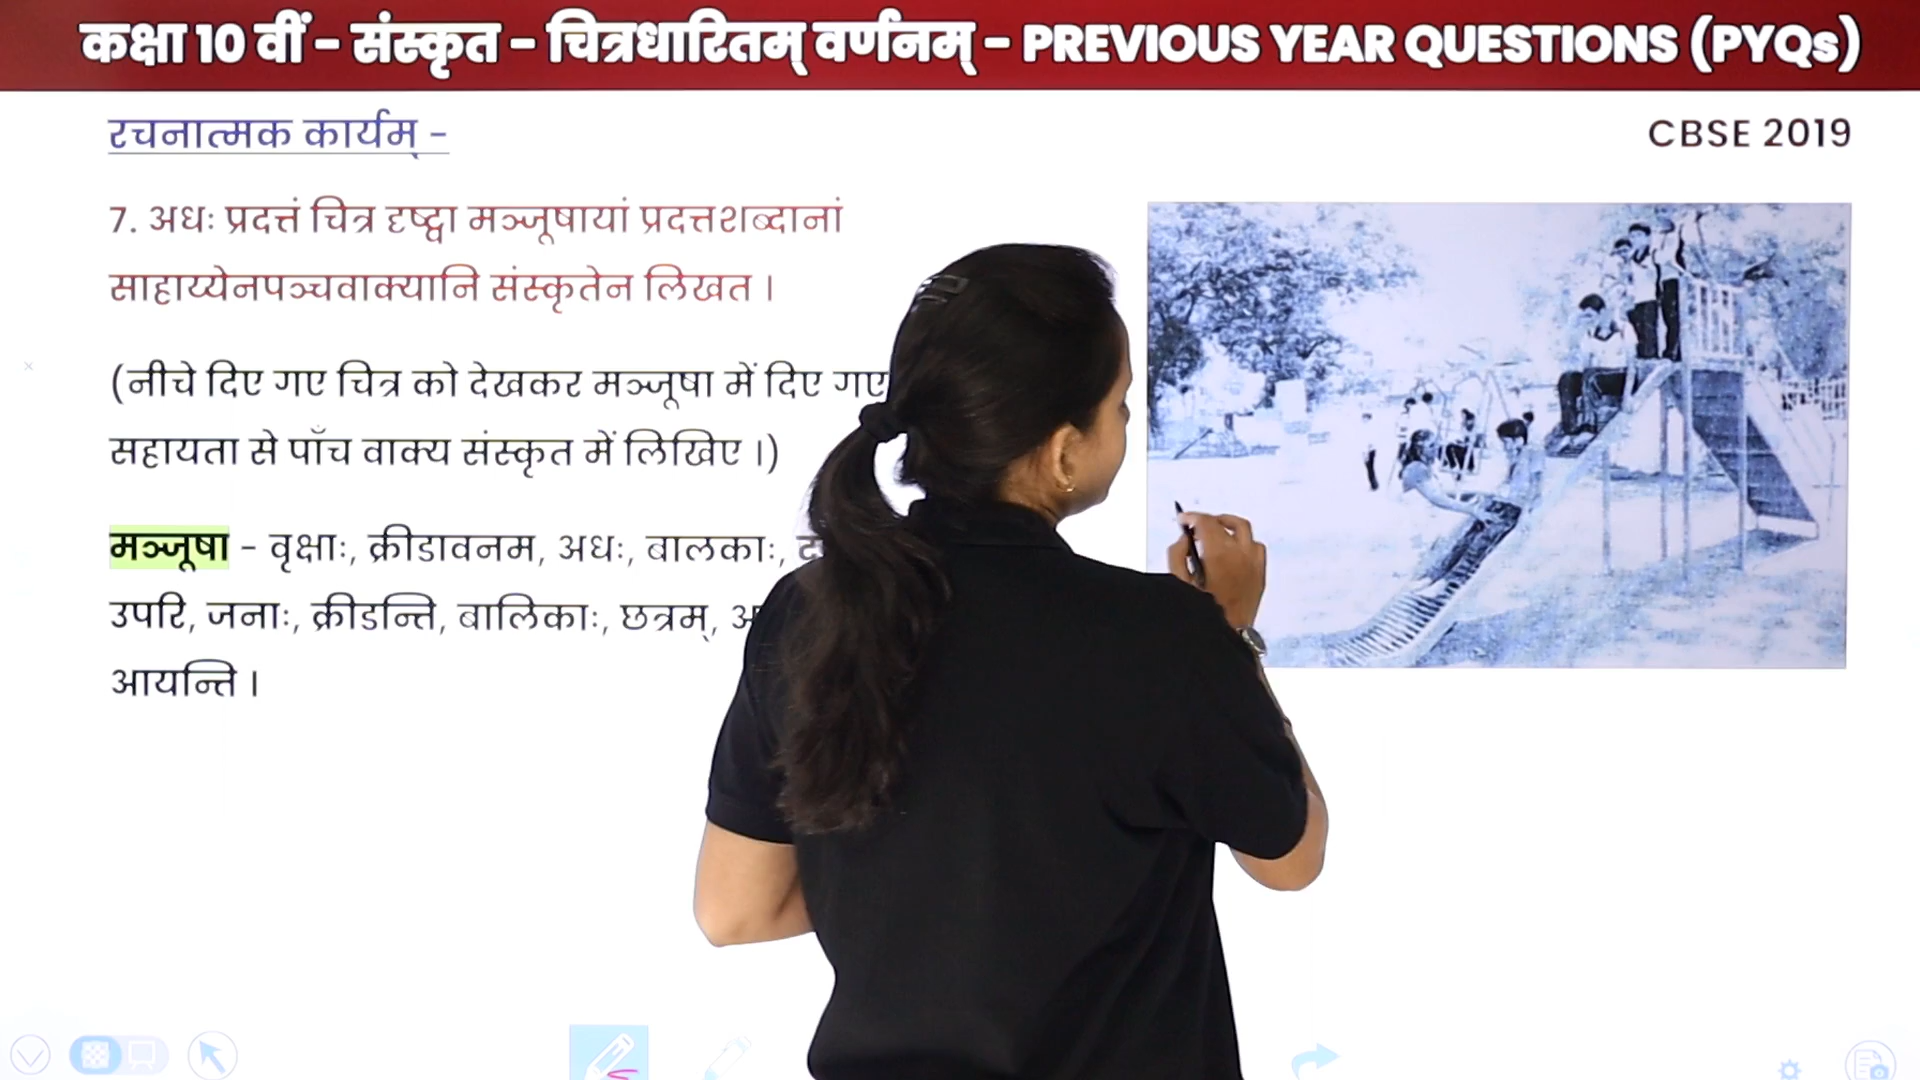 कक्षा 10 वीं - संस्कृत - चित्रधारितम् वर्णनम् - PREVIOUS YEAR QUESTIONS (PYQs)
रचनात्मक कार्यम् -
CBSE 2019
7. अधः प्रदत्तं चित्र दृष्ट्वा मञ्जूषायां प्रदत्तशब्दानां
साहाय्येनपञ्चवाक्यानि संस्कृतेन लिखत ।
(नीचे दिए गए चित्र को देखकर मञ्जूषा में दिए गए
सहायता से पाँच वाक्य संस्कृत में लिखिए ।)
मञ्जूषा - वृक्षाः, क्रीडावनम, अधः, बालकाः,
उपरि, जनाः, क्रीडन्ति, बालिकाः, छत्रम्,
आयन्ति ।